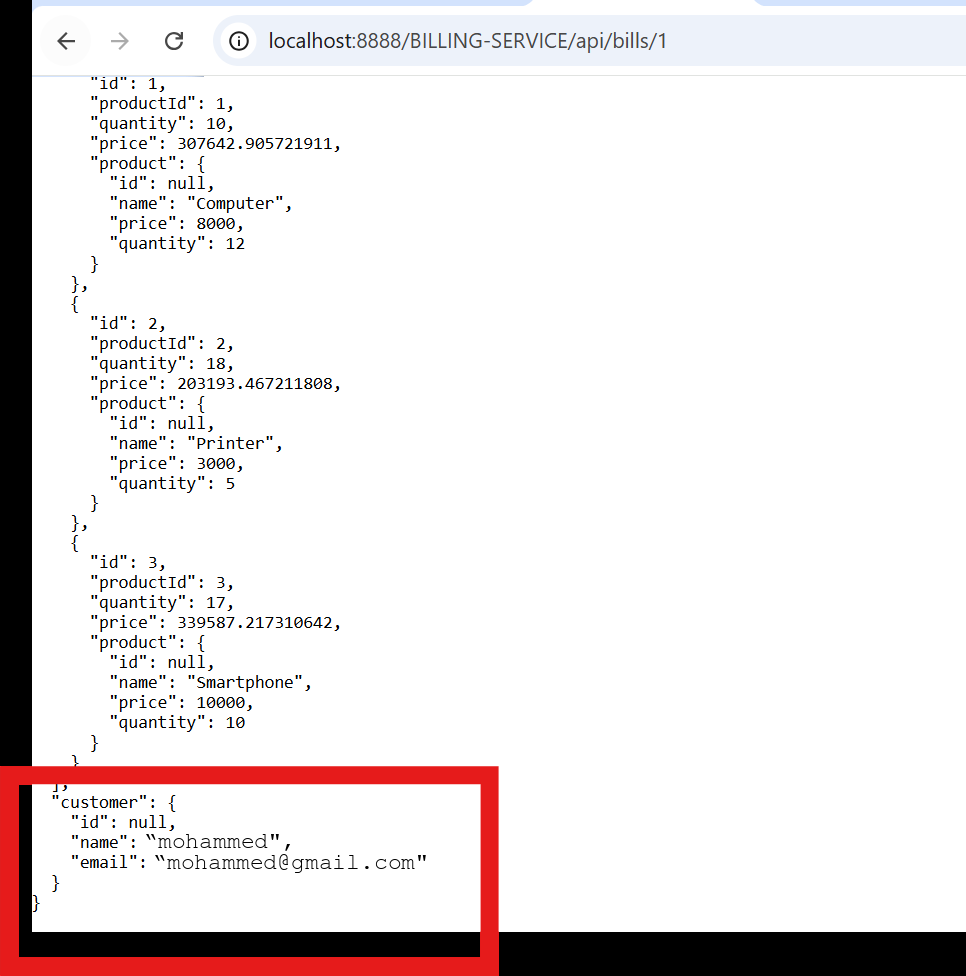 localhost:8888/BILLING-SERVICE/api/bills/1
"id": 1,
"productId": 1,
"quantity": 10,
"price": 307642.905721911,
"product": {
"id": null,
"name": "Computer",
"price": 8000,
"quantity": 12
}
},
{
"id": 2,
"productId": 2,
"quantity": 18,
"price": 203193.467211808,
"product": {
"id": null,
"name": "Printer",
"price": 3000,
"quantity": 5
}
},
{
"id": 3,
"productId": 3,
"quantity": 17,
"price": 339587.217310642,
"product": {
"id": null,
"name": "Smartphone",
"price": 10000,
"quantity": 10
}
}
],
"customer": {
"id": null,
"name": “mohammed",
"email": “mohammed@gmail.com"
}
}